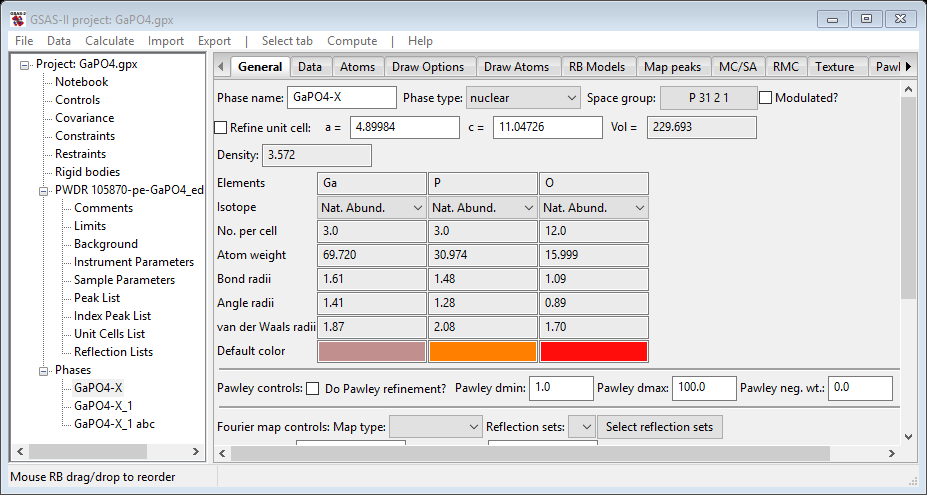 GSAS-II project: GaPO4.gpx
File Data Calculate Import Export | Select tab Compute | Help
Project: GaPO4.gpx
Notebook
Controls
Covariance
Constraints
Restraints
Rigid bodies
PWDR 105870-pe-GaPO4_ed
Comments
Limits
Background
Instrument Parameters
Sample Parameters
Peak List
Index Peak List
Unit Cells List
Reflection Lists
Phases
GaPO4-X
GaPO4-X_1
GaPO4-X_1 abc
General Data Atoms Draw Options Draw Atoms RB Models Map peaks MC/SA RMC Texture Pawl
Phase name: GaPO4-X Phase type: nuclear Space group: P 31 2 1 Modulated?
Refine unit cell: a = 4.89984 c = 11.04726 Vol = 229.693
Density: 3.572
Elements Ga P O
Isotope Nat. Abund. Nat. Abund. Nat. Abund.
No. per cell 3.0 3.0 12.0
Atom weight 69.720 30.974 15.999
Bond radii 1.61 1.48 1.09
Angle radii 1.41 1.28 0.89
van der Waals radii 1.87 2.08 1.70
Default color
Pawley controls: Do Pawley refinement? Pawley dmin: 1.0 Pawley dmax: 100.0 Pawley neg. wt.: 0.0
Fourier map controls: Map type: Reflection sets: Select reflection sets
Mouse RB drag/drop to reorder